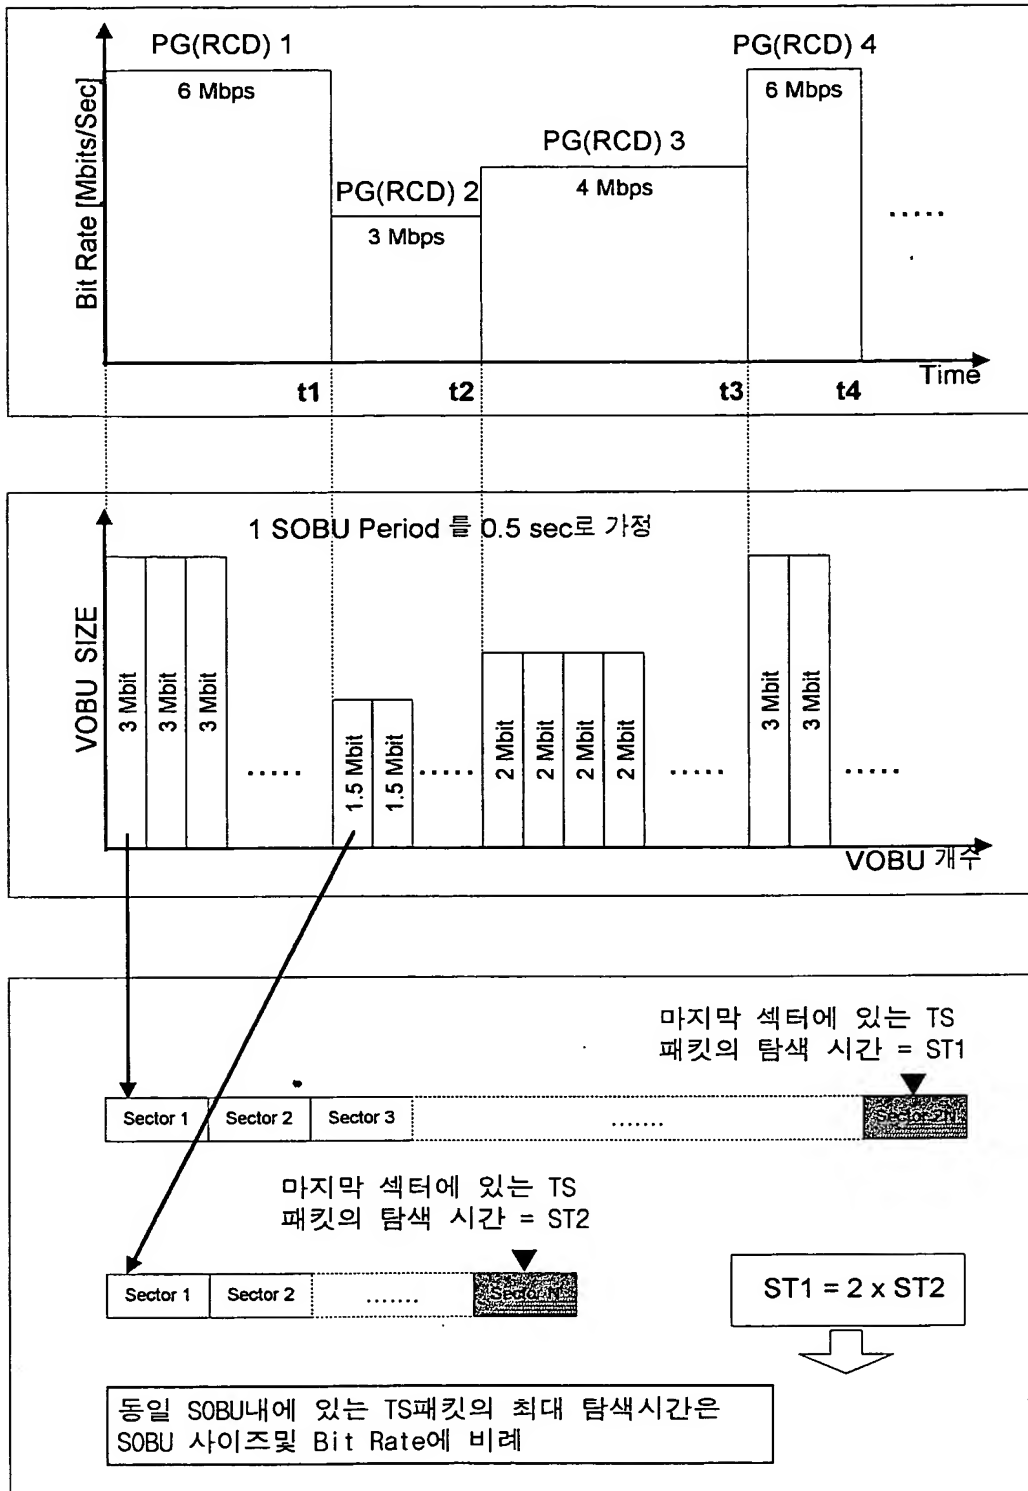 PG(RCD) 1
PG(RCD) 4
6 Mbps
6 Mbps
PG(RCD) 3
PG(RCD) 2
4 Mbps
3 Mbps
.....
Bit Rate [Mbits/Sec]
Time
t1
t2
t3
t4
1 SOBU Period 를 0.5 sec로 가정
VOBU SIZE
3 Mbit
3 Mbit
3 Mbit
.....
1.5 Mbit
1.5 Mbit
.....
2 Mbit
2 Mbit
2 Mbit
2 Mbit
.....
3 Mbit
3 Mbit
.....
VOBU 개수
마지막 섹터에 있는 TS
패킷의 탐색 시간 = ST1
Sector 1
Sector 2
Sector 3
.......
Sector 2N
마지막 섹터에 있는 TS
패킷의 탐색 시간 = ST2
Sector 1
Sector 2
.......
Sector N
ST1 = 2 x ST2
동일 SOBU내에 있는 TS패킷의 최대 탐색시간은
SOBU 사이즈및 Bit Rate에 비례